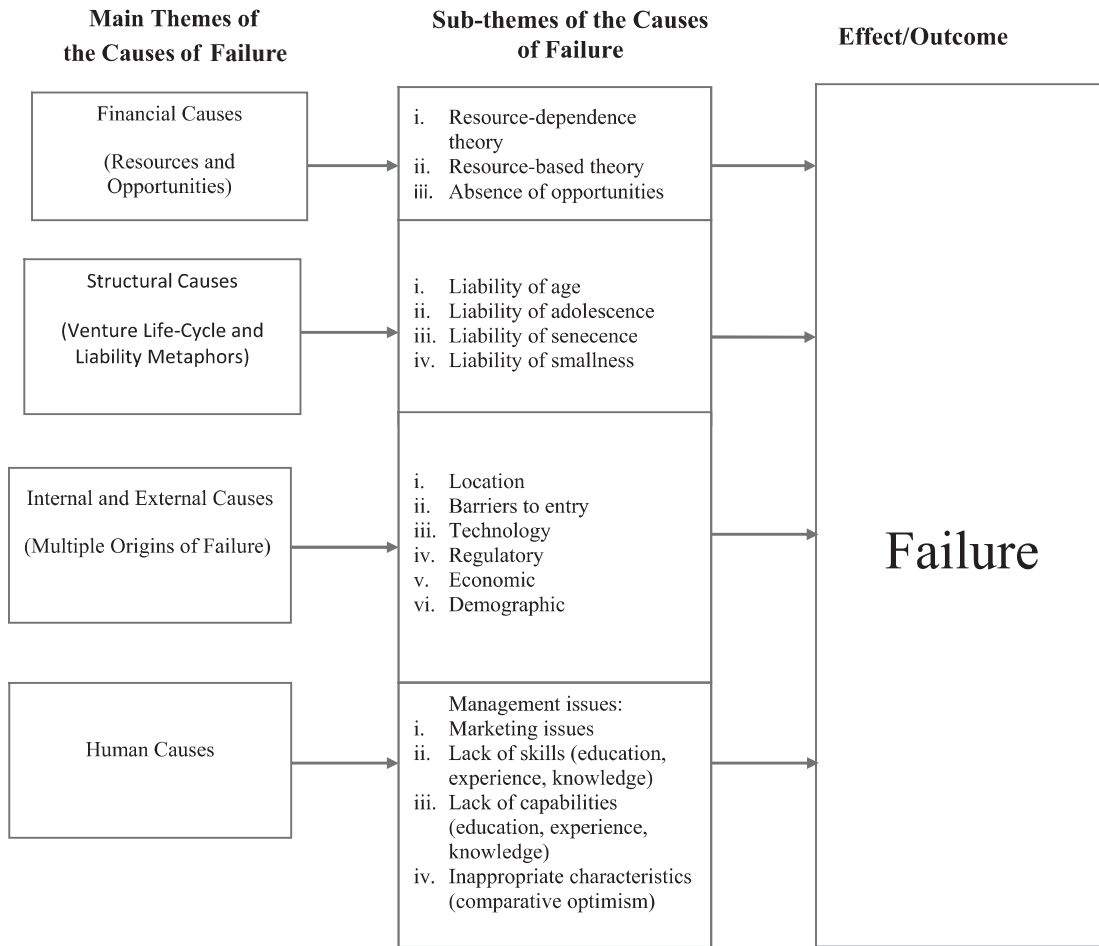 Main Themes of
the Causes of Failure
Sub-themes of the Causes
of Failure
Effect/Outcome
Financial Causes
(Resources and
Opportunities)
i. Resource-dependence
theory
ii. Resource-based theory
iii. Absence of opportunities
Structural Causes
(Venture Life-Cycle and
Liability Metaphors)
i. Liability of age
ii. Liability of adolescence
iii. Liability of senecence
iv. Liability of smallness
Internal and External Causes
(Multiple Origins of Failure)
i. Location
ii. Barriers to entry
iii. Technology
iv. Regulatory
v. Economic
vi. Demographic
Human Causes
Management issues:
i. Marketing issues
ii. Lack of skills (education,
experience, knowledge)
iii. Lack of capabilities
(education, experience,
knowledge)
iv. Inappropriate characteristics
(comparative optimism)
Failure